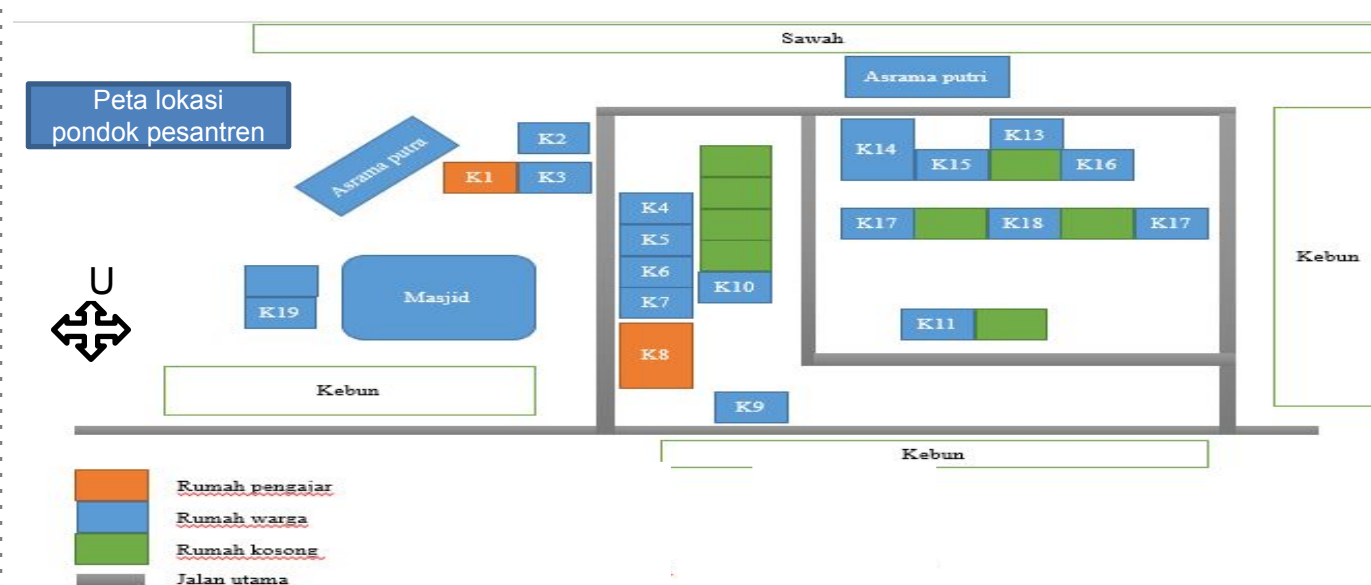 Sawah
Asrama putri
Peta lokasi
pondok pesantren
Asrama putra
K2
K1
K3
K13
K14
K15
K16
K4
K5
K6
K7
K8
K10
K17
K18
K17
Kebun
U
K19
Masjid
K11
Kebun
K9
Kebun
Rumah pengajar
Rumah warga
Rumah kosong
Jalan utama